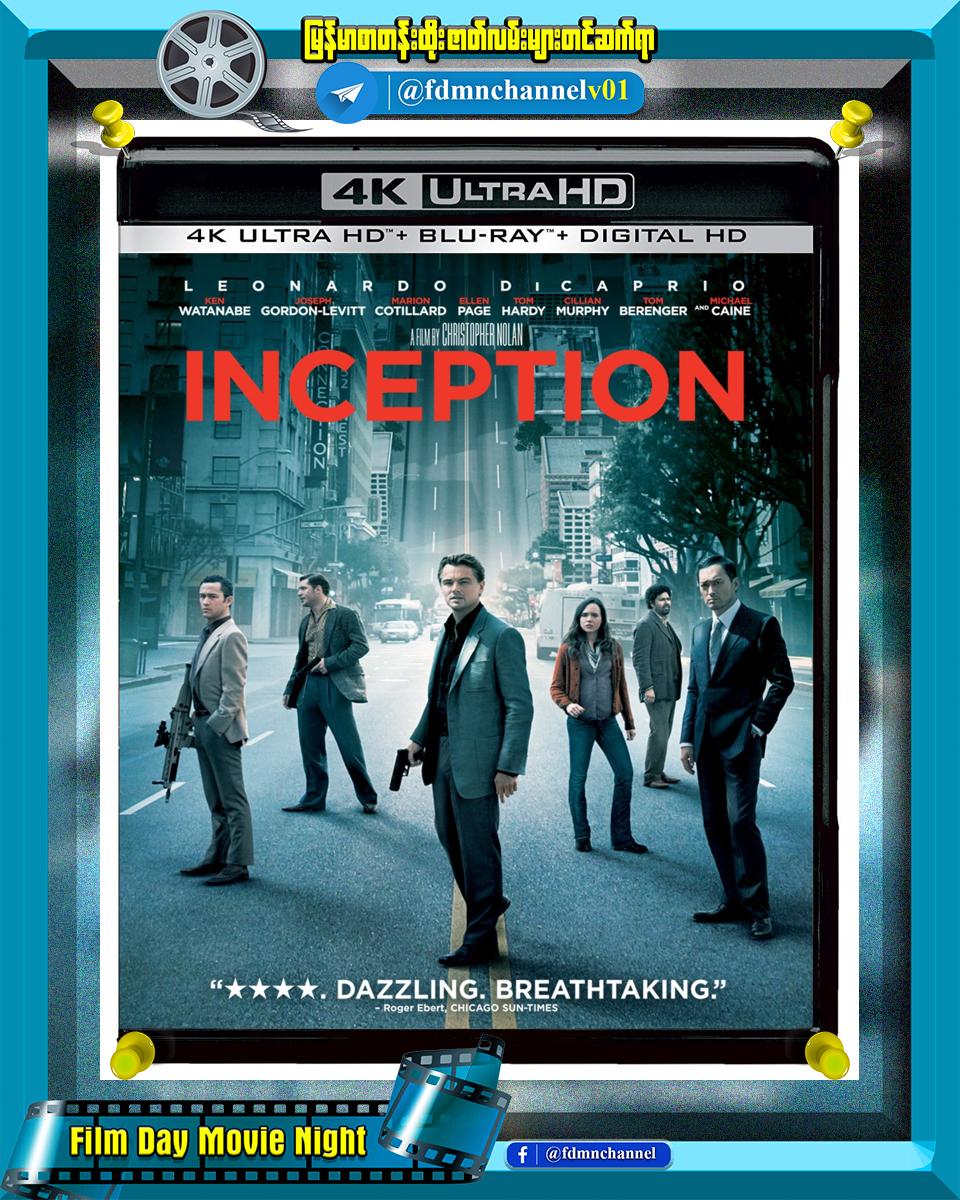 မြန်မာစာတန်းထိုးဇာတ်လမ်းများတင်ဆက်ရာ
@fdmnchannelv01
4K ULTRA HD
4K ULTRA HD™+ BLU-RAY™+ DIGITAL HD
LEONARDO DiCAPRIO
KEN WATANABE JOSEPH GORDON-LEVITT MARION COTILLARD ELLEN PAGE TOM HARDY CILLIAN MURPHY TOM BERENGER AND MICHAEL CAINE
A FILM BY CHRISTOPHER NOLAN
INCEPTION
“★★★★. DAZZLING. BREATHTAKING.”
– Roger Ebert, CHICAGO SUN-TIMES
Film Day Movie Night
f @fdmnchannel